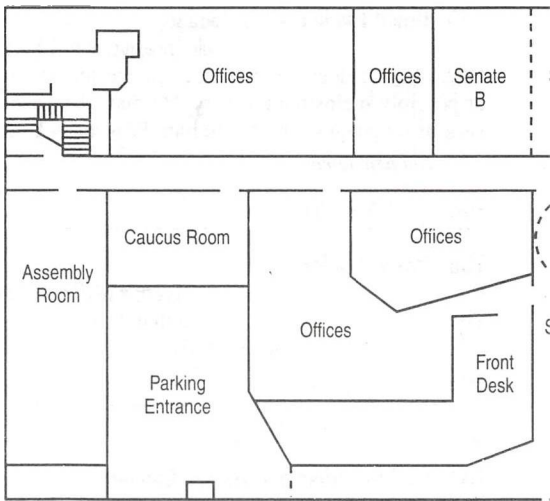 Offices
Offices
Senate
B
Caucus Room
Offices
Assembly
Room
Offices
Front
Desk
Parking
Entrance
S